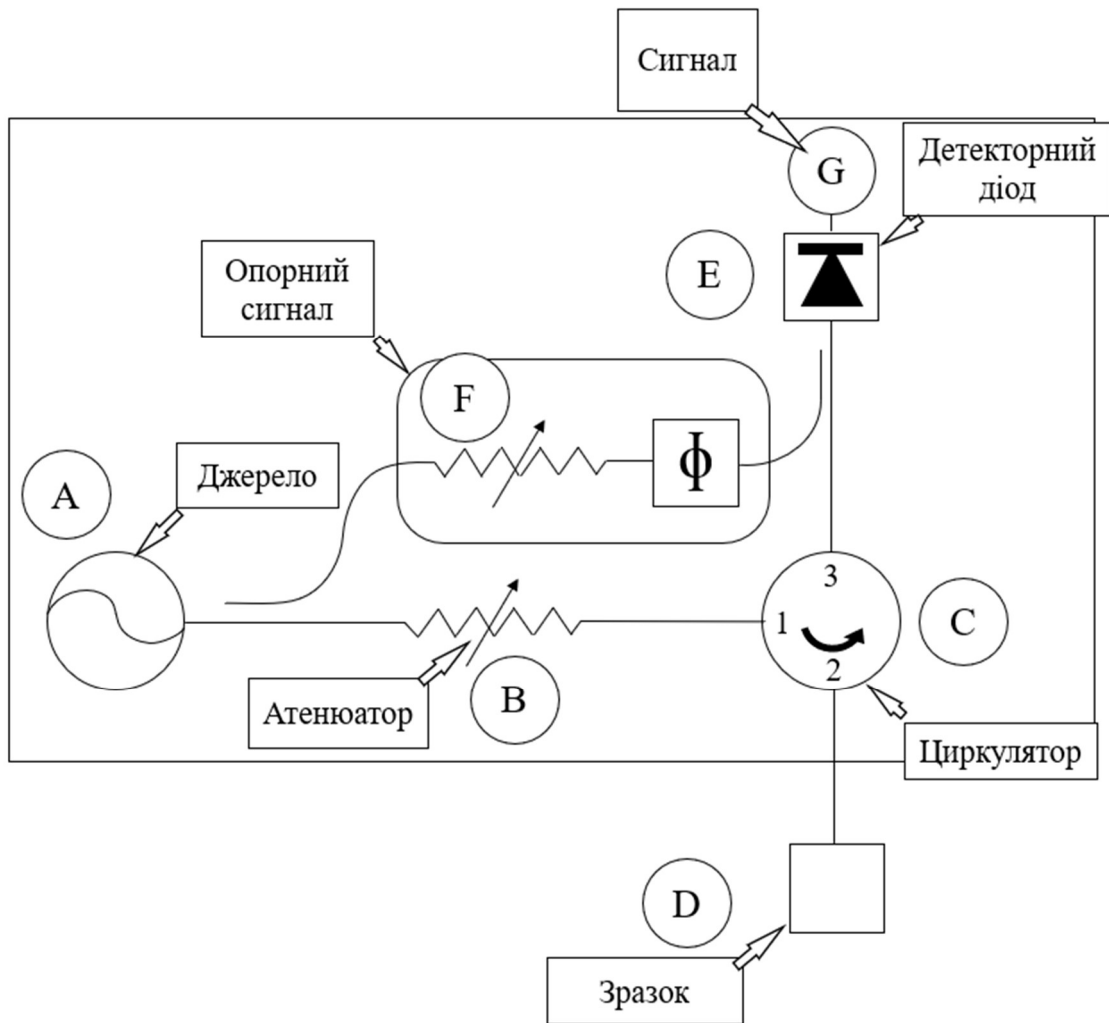 Сигнал
G
Детекторний
діод
E
Опорний
сигнал
F
ϕ
A
Джерело
3
1
2
C
Атенюатор
B
Циркулятор
D
Зразок